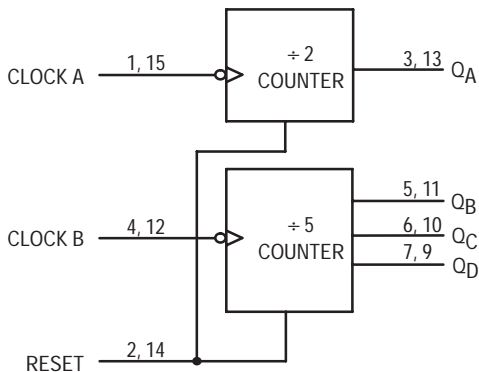 ÷ 2
COUNTER
CLOCK A
1, 15
3, 13
QA
÷ 5
COUNTER
CLOCK B
4, 12
5, 11
QB
6, 10
QC
7, 9
QD
RESET
2, 14